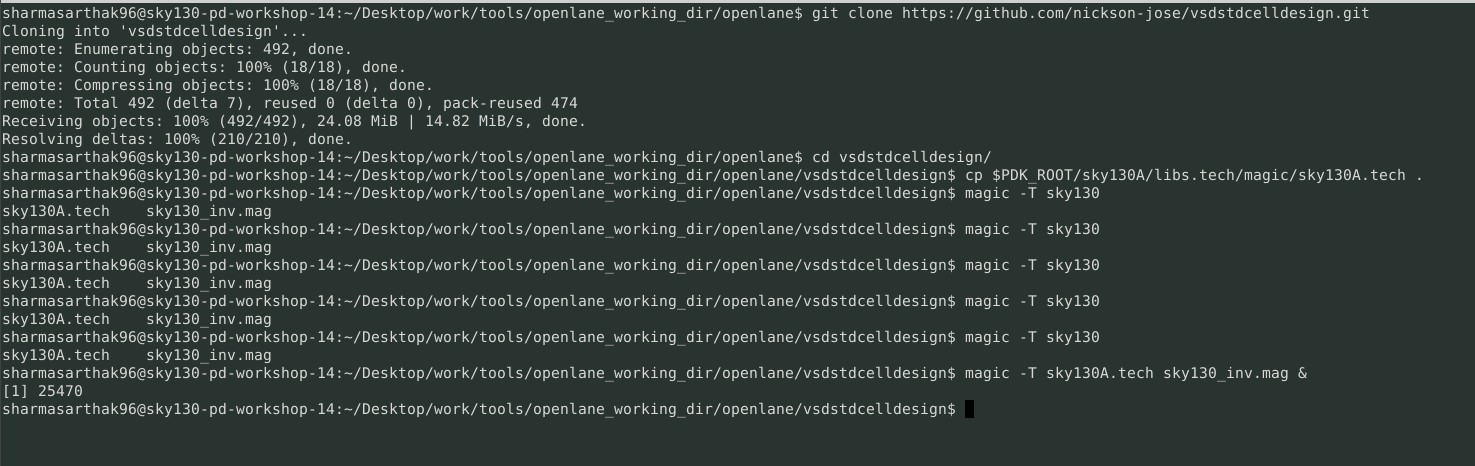 sharmasarthak96@sky130-pd-workshop-14:~/Desktop/work/tools/openlane_working_dir/openlane$ git clone https://github.com/nickson-jose/vsdstdcelldesign.git
Cloning into 'vsdstdcelldesign'...
remote: Enumerating objects: 492, done.
remote: Counting objects: 100% (18/18), done.
remote: Compressing objects: 100% (18/18), done.
remote: Total 492 (delta 7), reused 0 (delta 0), pack-reused 474
Receiving objects: 100% (492/492), 24.08 MiB | 14.82 MiB/s, done.
Resolving deltas: 100% (210/210), done.
sharmasarthak96@sky130-pd-workshop-14:~/Desktop/work/tools/openlane_working_dir/openlane$ cd vsdstdcelldesign/
sharmasarthak96@sky130-pd-workshop-14:~/Desktop/work/tools/openlane_working_dir/openlane/vsdstdcelldesign$ cp $PDK_ROOT/sky130A/libs.tech/magic/sky130A.tech .
sharmasarthak96@sky130-pd-workshop-14:~/Desktop/work/tools/openlane_working_dir/openlane/vsdstdcelldesign$ magic -T sky130
sky130A.tech    sky130_inv.mag
sharmasarthak96@sky130-pd-workshop-14:~/Desktop/work/tools/openlane_working_dir/openlane/vsdstdcelldesign$ magic -T sky130
sky130A.tech    sky130_inv.mag
sharmasarthak96@sky130-pd-workshop-14:~/Desktop/work/tools/openlane_working_dir/openlane/vsdstdcelldesign$ magic -T sky130
sky130A.tech    sky130_inv.mag
sharmasarthak96@sky130-pd-workshop-14:~/Desktop/work/tools/openlane_working_dir/openlane/vsdstdcelldesign$ magic -T sky130
sky130A.tech    sky130_inv.mag
sharmasarthak96@sky130-pd-workshop-14:~/Desktop/work/tools/openlane_working_dir/openlane/vsdstdcelldesign$ magic -T sky130
sky130A.tech    sky130_inv.mag
sharmasarthak96@sky130-pd-workshop-14:~/Desktop/work/tools/openlane_working_dir/openlane/vsdstdcelldesign$ magic -T sky130A.tech sky130_inv.mag &
[1] 25470
sharmasarthak96@sky130-pd-workshop-14:~/Desktop/work/tools/openlane_working_dir/openlane/vsdstdcelldesign$